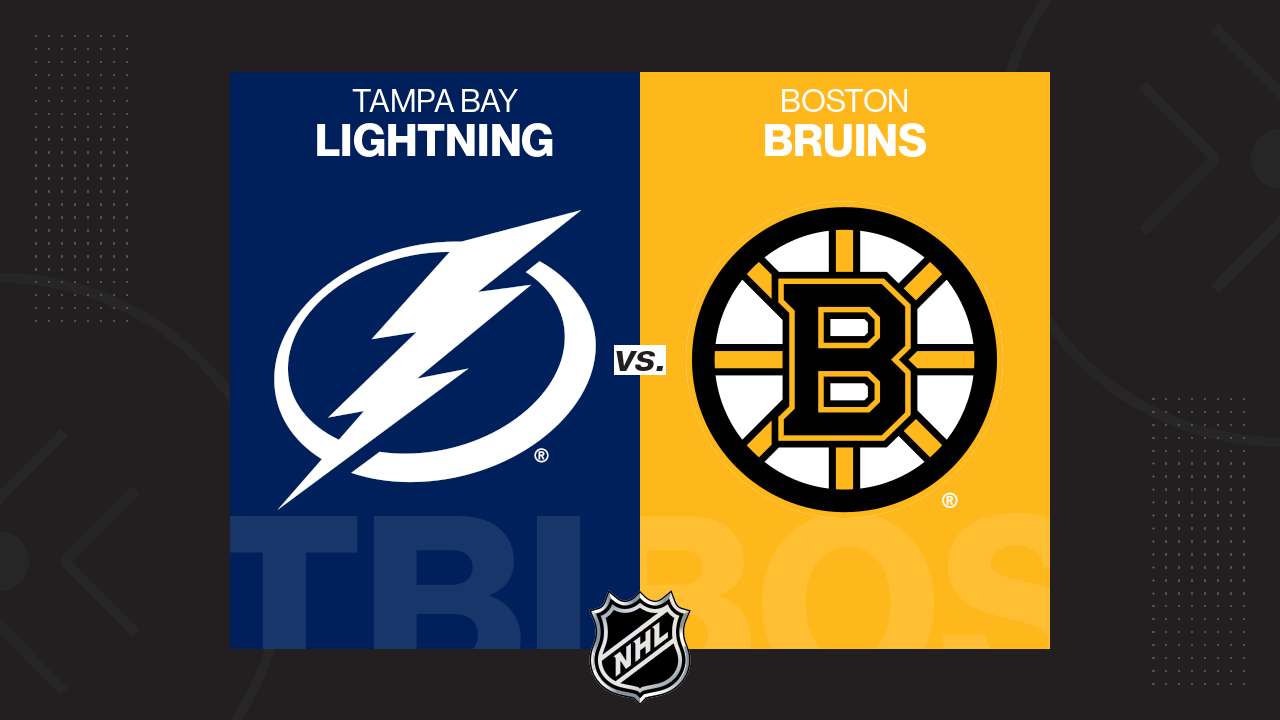 TAMPA BAY
LIGHTNING
BOSTON
BRUINS
vs.
B
®
®
TBL
BOS
NHL